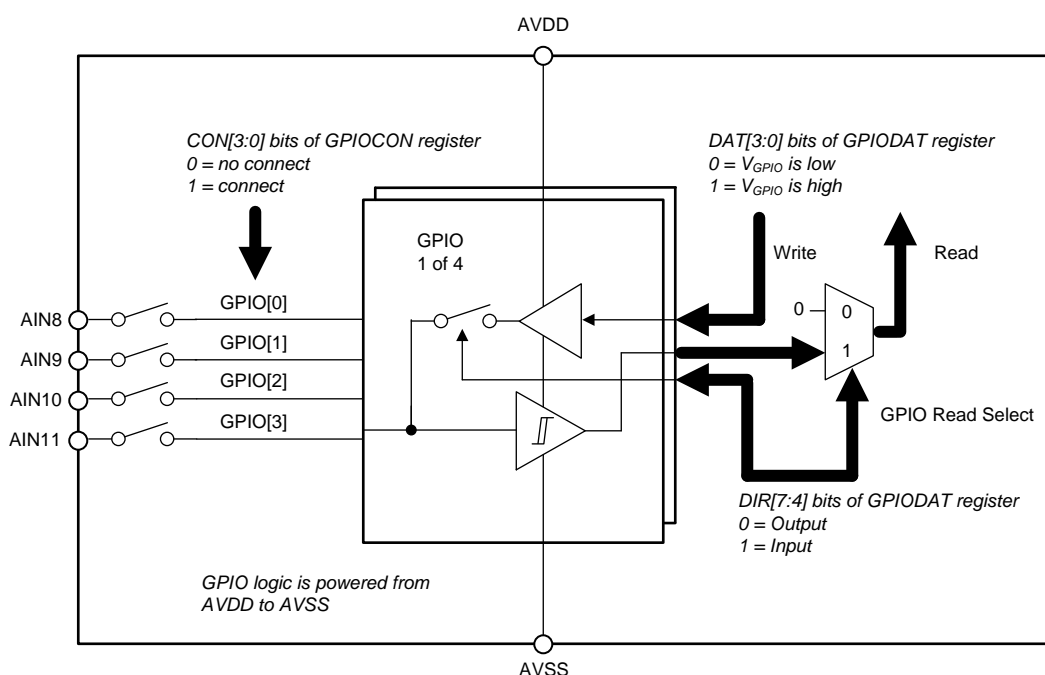 AVDD
CON[3:0] bits of GPIOCON register
0 = no connect
1 = connect
DAT[3:0] bits of GPIODAT register
0 = VGPIO is low
1 = VGPIO is high
GPIO
1 of 4
Write
Read
AIN8
GPIO[0]
AIN9
GPIO[1]
AIN10
GPIO[2]
AIN11
GPIO[3]
0
0
1
GPIO Read Select
DIR[7:4] bits of GPIODAT register
0 = Output
1 = Input
GPIO logic is powered from
AVDD to AVSS
AVSS